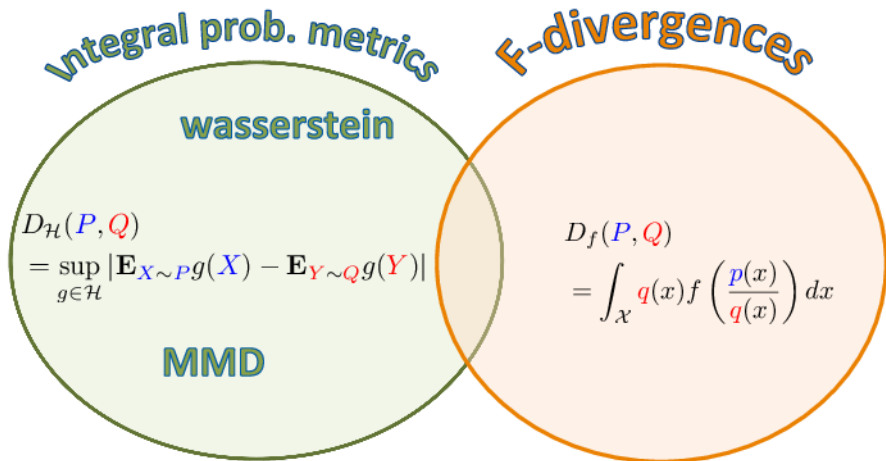 Integral prob. metrics
F-divergences
wasserstein
D_ℋ(P, Q)
= sup_{g∈ℋ} |E_{X∼P} g(X) − E_{Y∼Q} g(Y)|
D_f(P, Q)
= ∫_𝒳 q(x) f (p(x)/q(x)) dx
MMD